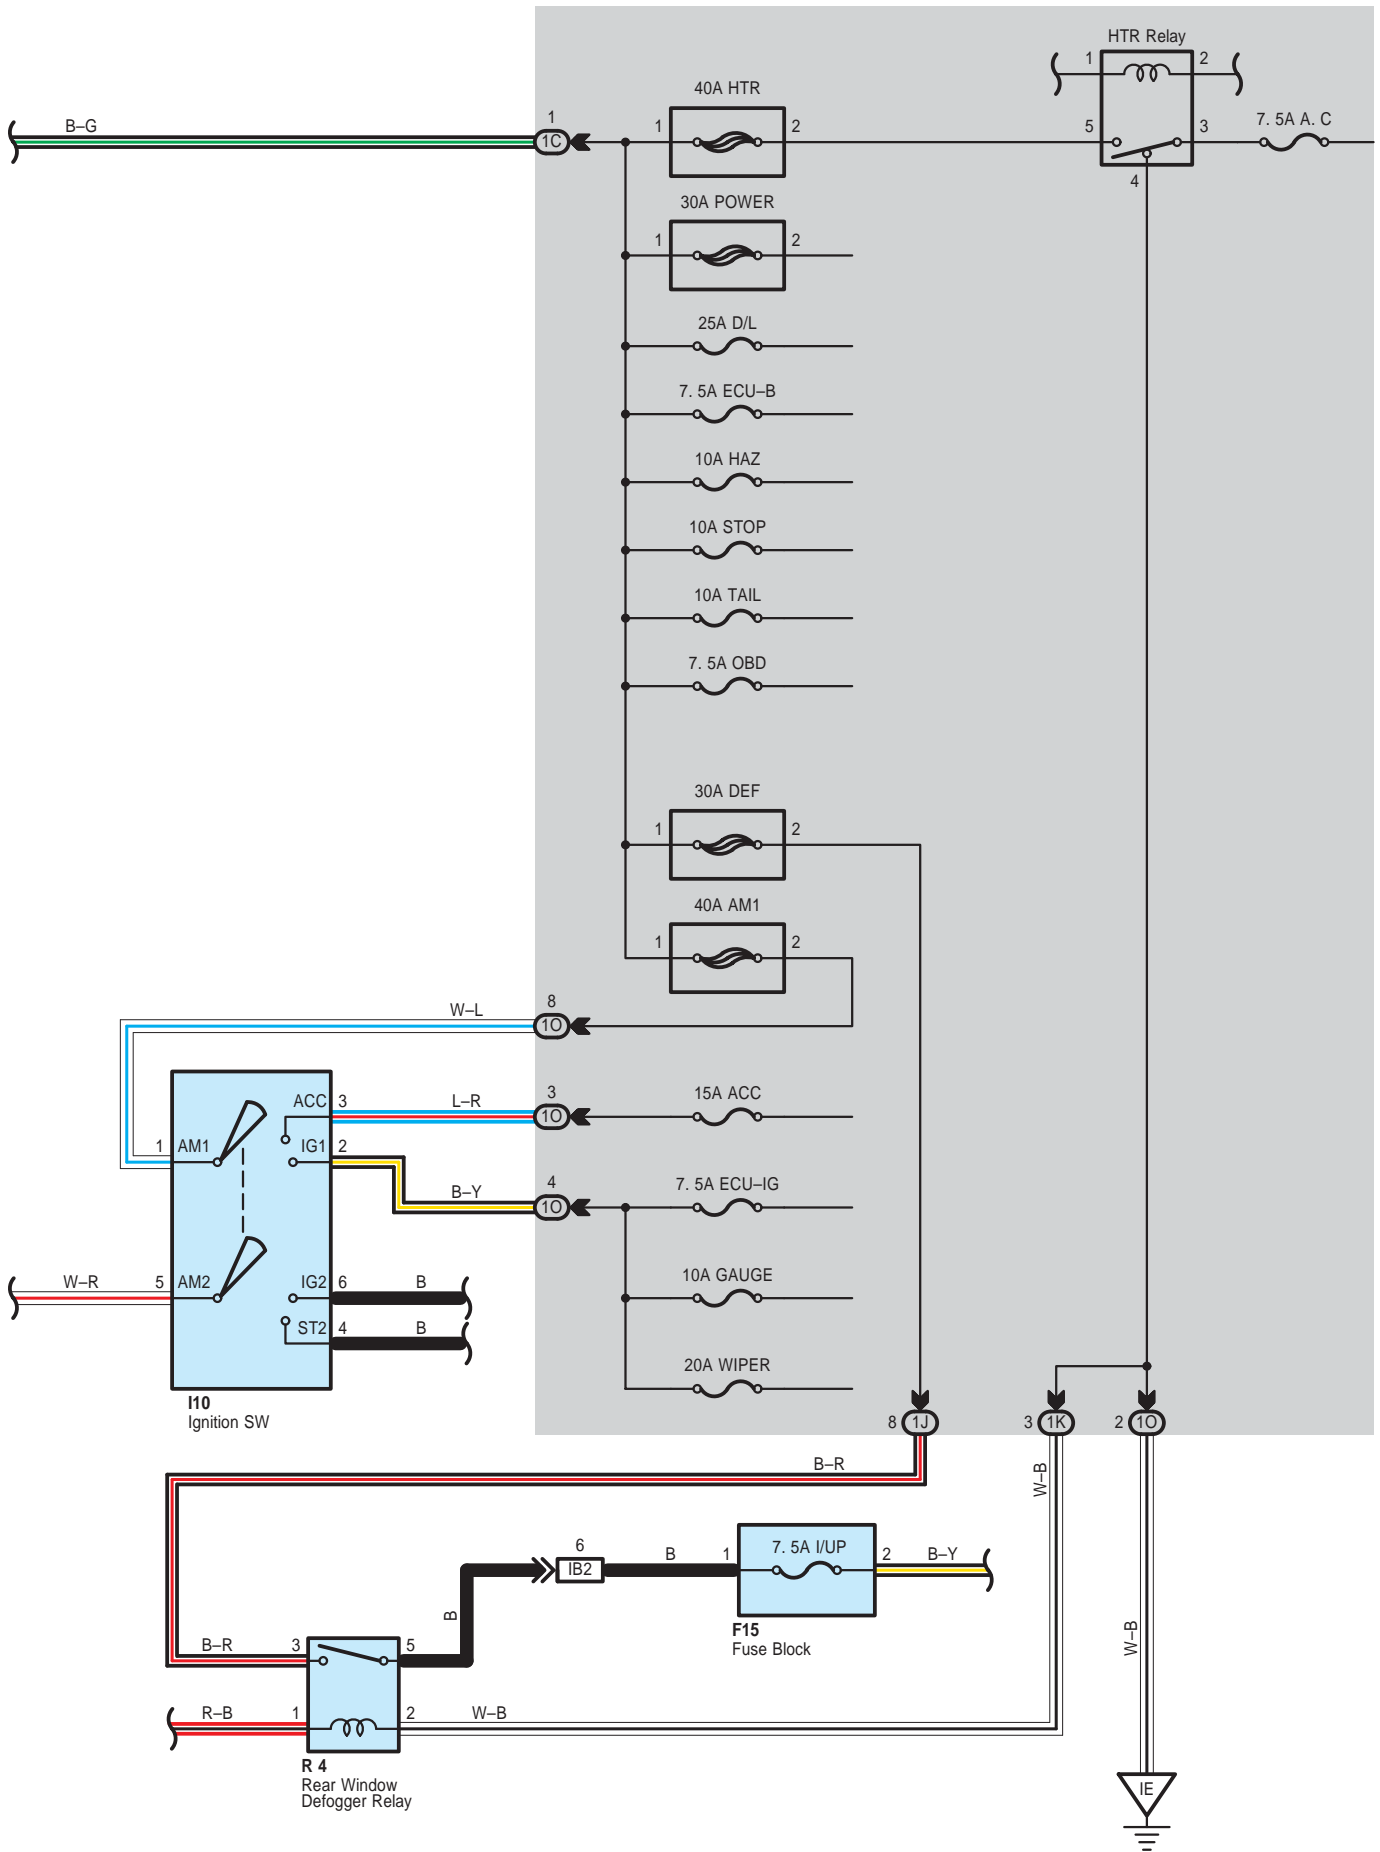 HTR Relay
1
2
40A HTR
B–G
1
1C
1
2
5
3
7. 5A A. C
4
30A POWER
1
2
25A D/L
7. 5A ECU–B
10A HAZ
10A STOP
10A TAIL
7. 5A OBD
30A DEF
1
2
40A AM1
1
2
W–L
8
1O
ACC
3
L–R
3
1O
15A ACC
1
AM1
IG1
2
B–Y
4
1O
7. 5A ECU–IG
W–R
5
AM2
IG2
6
B
10A GAUGE
ST2
4
B
20A WIPER
I10
Ignition SW
8
1J
3
1K
2
1O
B–R
W–B
6
IB2
B
1
7. 5A I/UP
2
B–Y
F15
Fuse Block
B
W–B
B–R
3
5
R–B
1
2
W–B
R 4
Rear Window
Defogger Relay
IE